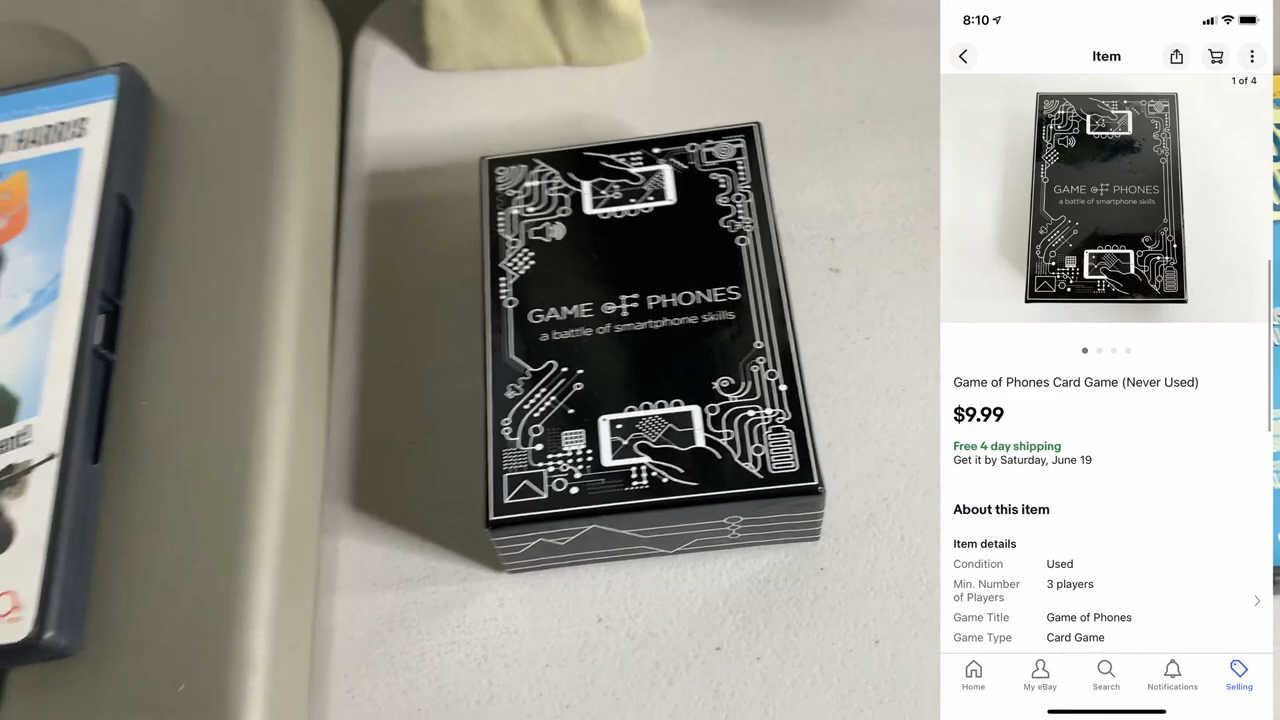 HARRIS
GAME OF PHONES
a battle of smartphone skills
8:10
Item
1 of 4
GAME OF PHONES
a battle of smartphone skills
Game of Phones Card Game (Never Used)
$9.99
Free 4 day shipping
Get it by Saturday, June 19
About this item
Item details
Condition Used
Min. Number of Players 3 players
Game Title Game of Phones
Game Type Card Game
Home My eBay Search Notifications Selling